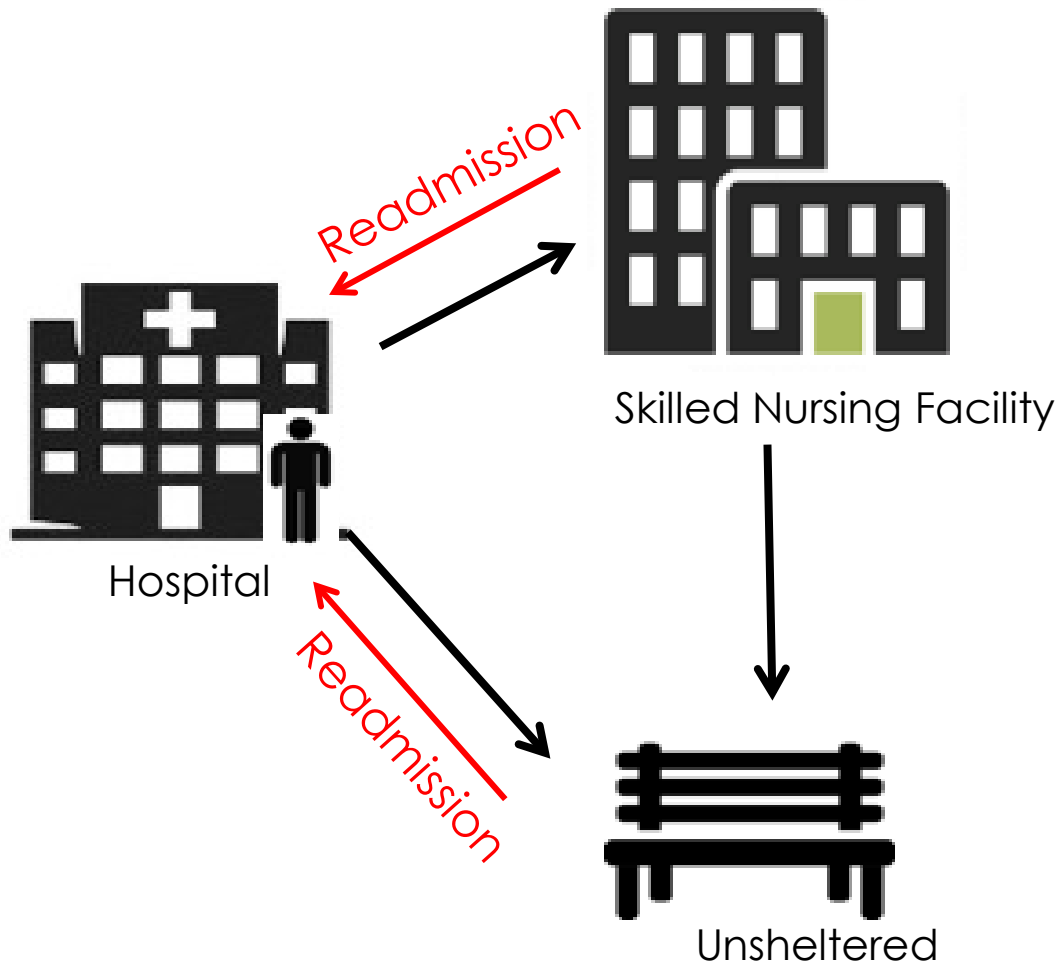 Readmission
Skilled Nursing Facility
Hospital
Readmission
Unsheltered